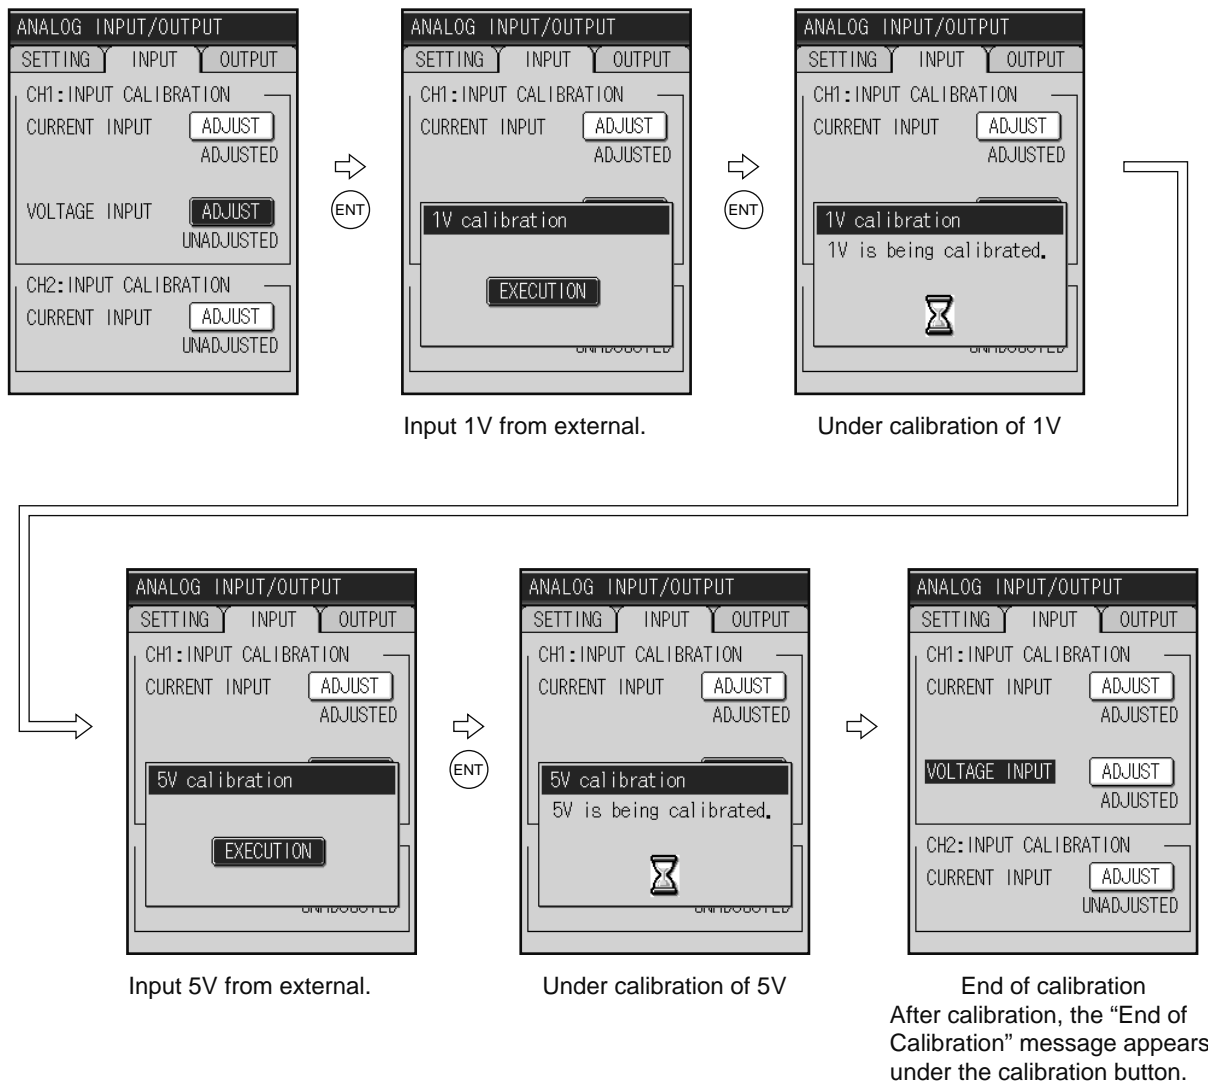 ANALOG INPUT/OUTPUT
SETTING INPUT OUTPUT
CH1:INPUT CALIBRATION
CURRENT INPUT ADJUST
ADJUSTED
VOLTAGE INPUT ADJUST
UNADJUSTED
CH2:INPUT CALIBRATION
CURRENT INPUT ADJUST
UNADJUSTED
ENT
ANALOG INPUT/OUTPUT
SETTING INPUT OUTPUT
CH1:INPUT CALIBRATION
CURRENT INPUT ADJUST
ADJUSTED
1V calibration
EXECUTION
UNADJUSTED
Input 1V from external.
ENT
ANALOG INPUT/OUTPUT
SETTING INPUT OUTPUT
CH1:INPUT CALIBRATION
CURRENT INPUT ADJUST
ADJUSTED
1V calibration
1V is being calibrated.
UNADJUSTED
Under calibration of 1V
ANALOG INPUT/OUTPUT
SETTING INPUT OUTPUT
CH1:INPUT CALIBRATION
CURRENT INPUT ADJUST
ADJUSTED
5V calibration
EXECUTION
UNADJUSTED
Input 5V from external.
ENT
ANALOG INPUT/OUTPUT
SETTING INPUT OUTPUT
CH1:INPUT CALIBRATION
CURRENT INPUT ADJUST
ADJUSTED
5V calibration
5V is being calibrated.
UNADJUSTED
Under calibration of 5V
ANALOG INPUT/OUTPUT
SETTING INPUT OUTPUT
CH1:INPUT CALIBRATION
CURRENT INPUT ADJUST
ADJUSTED
VOLTAGE INPUT ADJUST
ADJUSTED
CH2:INPUT CALIBRATION
CURRENT INPUT ADJUST
UNADJUSTED
End of calibration
After calibration, the “End of
Calibration” message appears
under the calibration button.